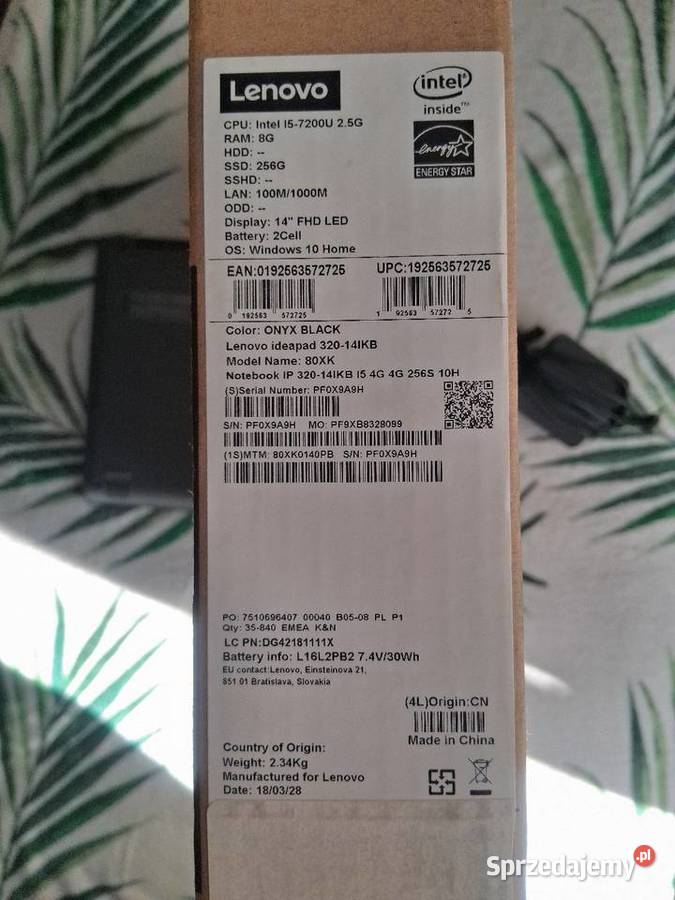 Lenovo
intel
inside™
CPU: Intel I5-7200U 2.5G
RAM: 8G
HDD: --
SSD: 256G
SSHD: --
LAN: 100M/1000M
ODD: --
Display: 14" FHD LED
Battery: 2Cell
OS: Windows 10 Home
energy
ENERGY STAR
EAN:0192563572725
UPC:192563572725
0 192563 572725
1 92563 57272 5
Color: ONYX BLACK
Lenovo ideapad 320-14IKB
Model Name: 80XK
Notebook IP 320-14IKB I5 4G 4G 256S 10H
(S)Serial Number: PF0X9A9H
S/N: PF0X9A9H MO: PF9XB8328099
(1S)MTM: 80XK0140PB S/N: PF0X9A9H
PO: 7510696407 00040 B05-08 PL P1
Qty: 35-840 EMEA K&N
LC PN:DG42181111X
Battery info: L16L2PB2 7.4V/30Wh
EU contact:Lenovo, Einsteinova 21,
851 01 Bratislava, Slovakia
(4L)Origin:CN
Made in China
Country of Origin:
Weight: 2.34Kg
Manufactured for Lenovo
Date: 18/03/28
Sprzedajemy.pl